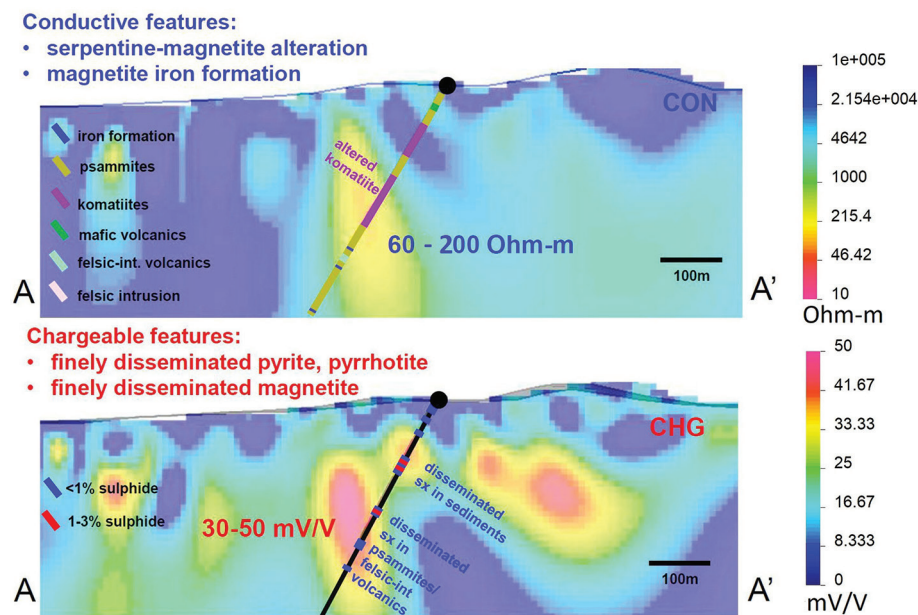 Conductive features:
• serpentine-magnetite alteration
• magnetite iron formation
CON
iron formation
psammites
komatiites
mafic volcanics
felsic-int. volcanics
felsic intrusion
altered
komatiite
60 - 200 Ohm-m
100m
A
A'
1e+005
2.154e+004
4642
1000
215.4
46.42
10
Ohm-m
Chargeable features:
• finely disseminated pyrite, pyrrhotite
• finely disseminated magnetite
CHG
<1% sulphide
1-3% sulphide
30-50 mV/V
disseminated
sx in sediments
disseminated
sx in
psammites/
felsic-int
volcanics
100m
A
A'
50
41.67
33.33
25
16.67
8.333
0
mV/V